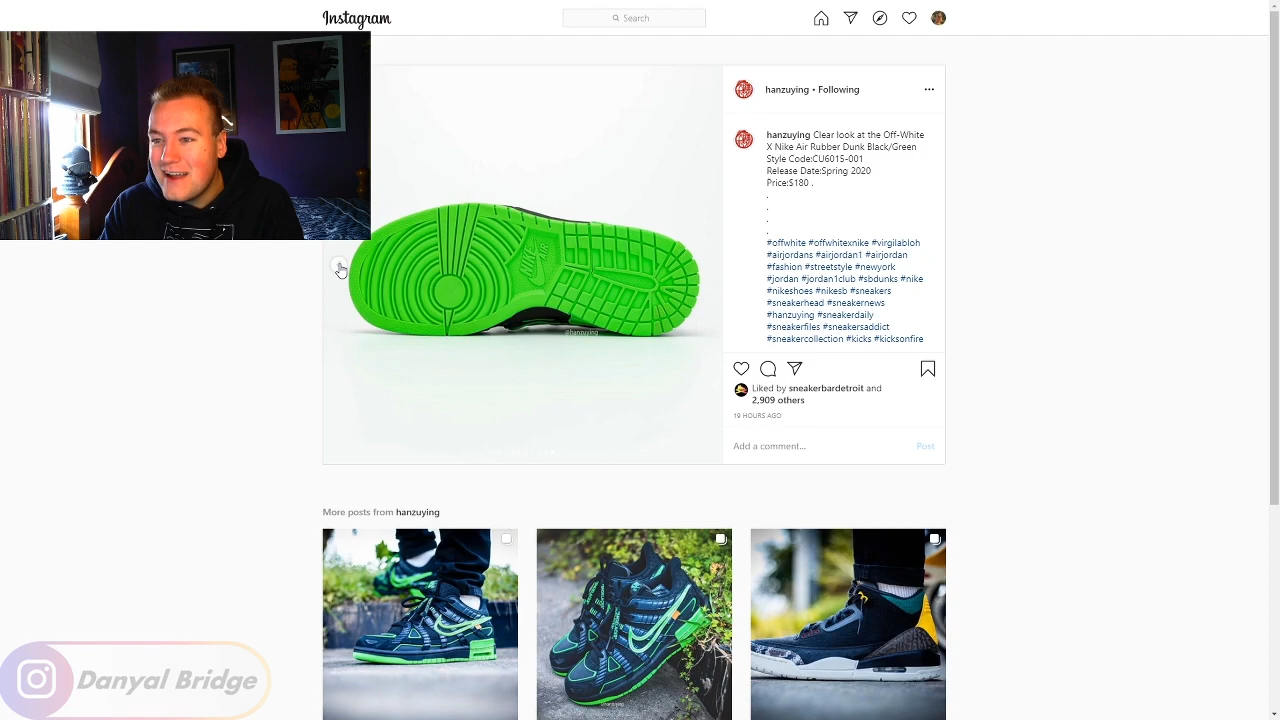 Instagram
Search
hanzuying • Following
hanzuying Clear look at the Off-White
X Nike Air Rubber Dunk Black/Green
Style Code:CU6015-001
Release Date:Spring 2020
Price:$180 .
.
.
.
.
#offwhite #offwhitexnike #virgilabloh
#airjordans #airjordan1 #airjordan
#fashion #streetstyle #newyork
#jordan #jordan1club #sbdunks #nike
#nikeshoes #nikesb #sneakers
#sneakerhead #sneakernews
#hanzuying #sneakerdaily
#sneakerfiles #sneakersaddict
#sneakercollection #kicks #kicksonfire
NIKE
AIR
@hanzuying
Liked by sneakerbardetroit and
2,909 others
19 HOURS AGO
Add a comment...
Post
More posts from hanzuying
Danyal Bridge